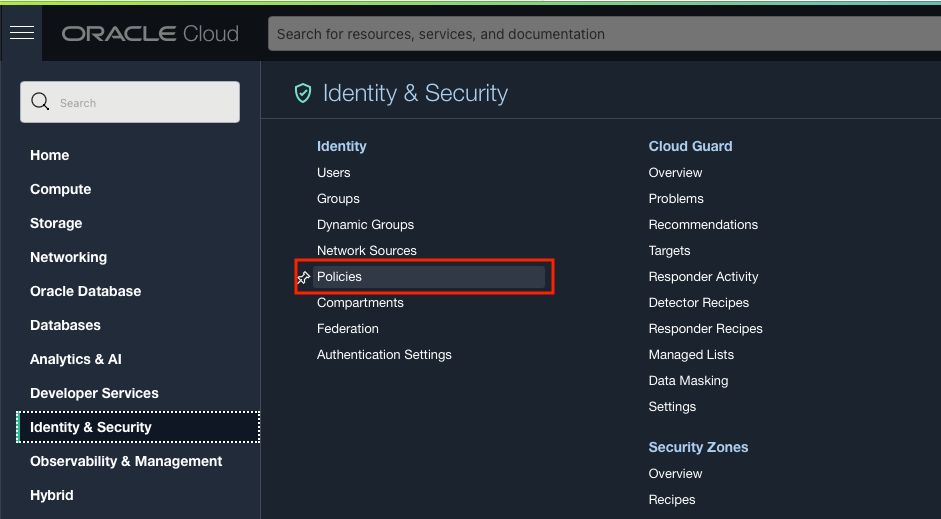 ORACLE Cloud
Search for resources, services, and documentation
Search
Home
Compute
Storage
Networking
Oracle Database
Databases
Analytics & AI
Developer Services
Identity & Security
Observability & Management
Hybrid
Identity & Security
Identity
Users
Groups
Dynamic Groups
Network Sources
Policies
Compartments
Federation
Authentication Settings
Cloud Guard
Overview
Problems
Recommendations
Targets
Responder Activity
Detector Recipes
Responder Recipes
Managed Lists
Data Masking
Settings
Security Zones
Overview
Recipes